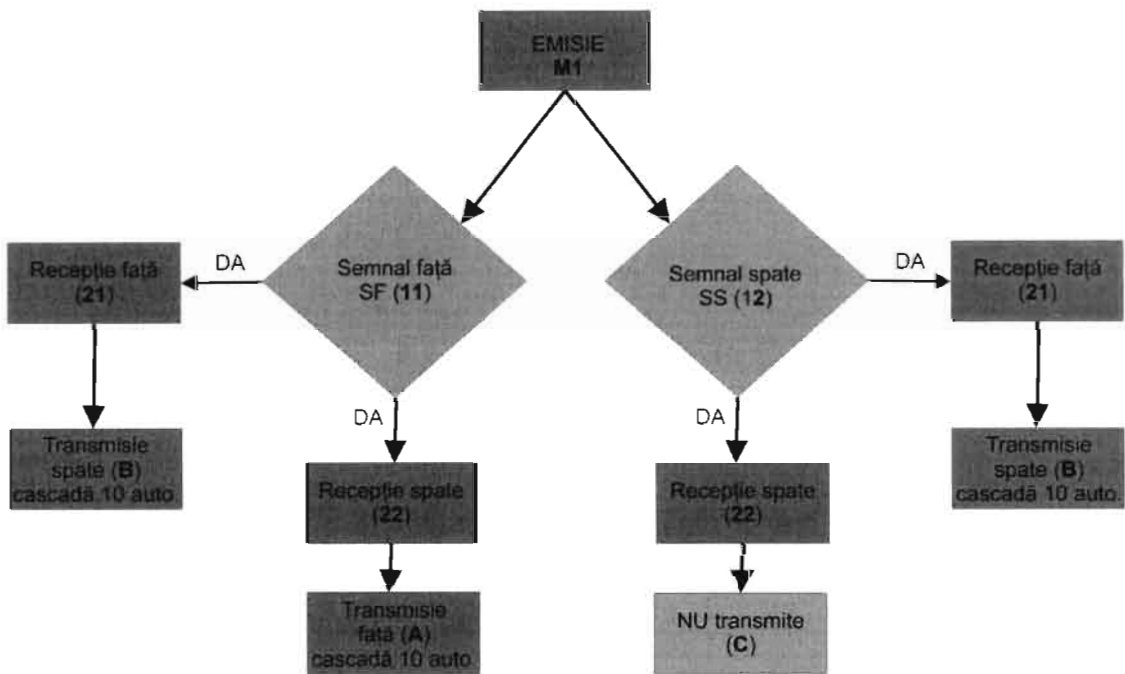 EMISIE
M1
Semnal față
SF (11)
Semnal spate
SS (12)
DA
DA
Recepție față
(21)
Recepție față
(21)
DA
DA
Transmisie
spate (B)
cascadă 10 auto.
Recepție spate
(22)
Recepție spate
(22)
Transmisie
spate (B)
cascadă 10 auto.
Transmisie
față (A)
cascadă 10 auto.
NU transmite
(C)